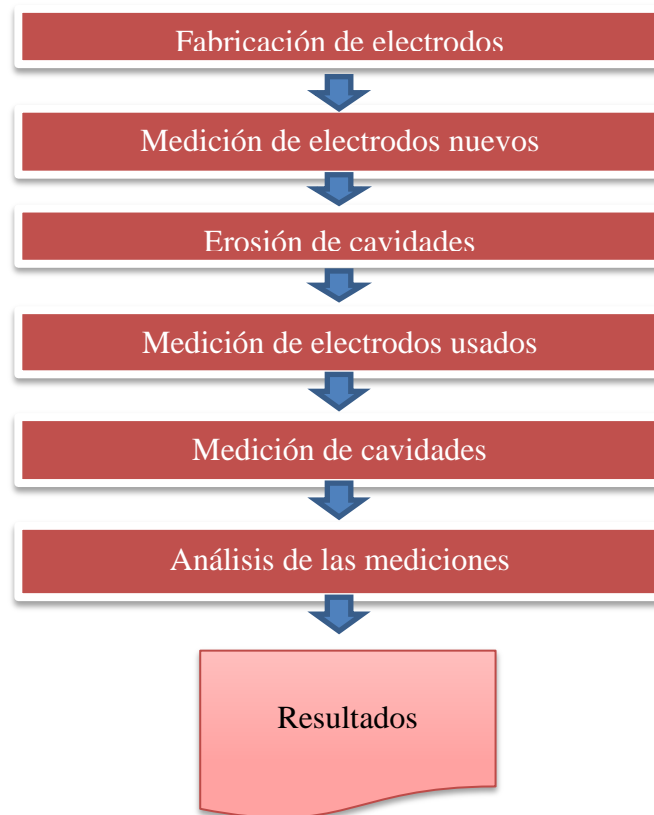 Fabricación de electrodos
Medición de electrodos nuevos
Erosión de cavidades
Medición de electrodos usados
Medición de cavidades
Análisis de las mediciones
Resultados